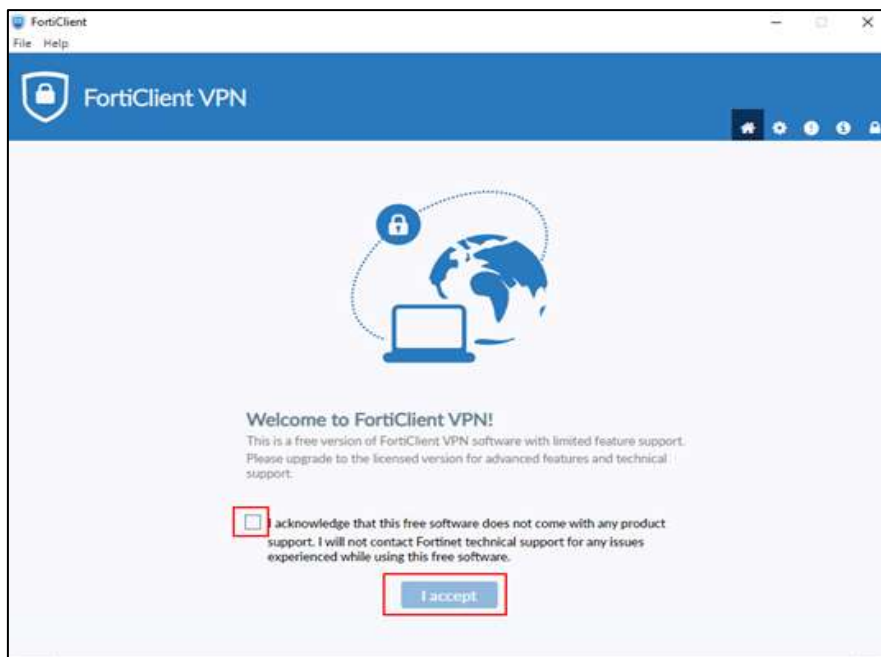 FortiClient
File Help
FortiClient VPN
Welcome to FortiClient VPN!
This is a free version of FortiClient VPN software with limited feature support.
Please upgrade to the licensed version for advanced features and technical
support.
I acknowledge that this free software does not come with any product
support. I will not contact Fortinet technical support for any issues
experienced while using this free software.
I accept